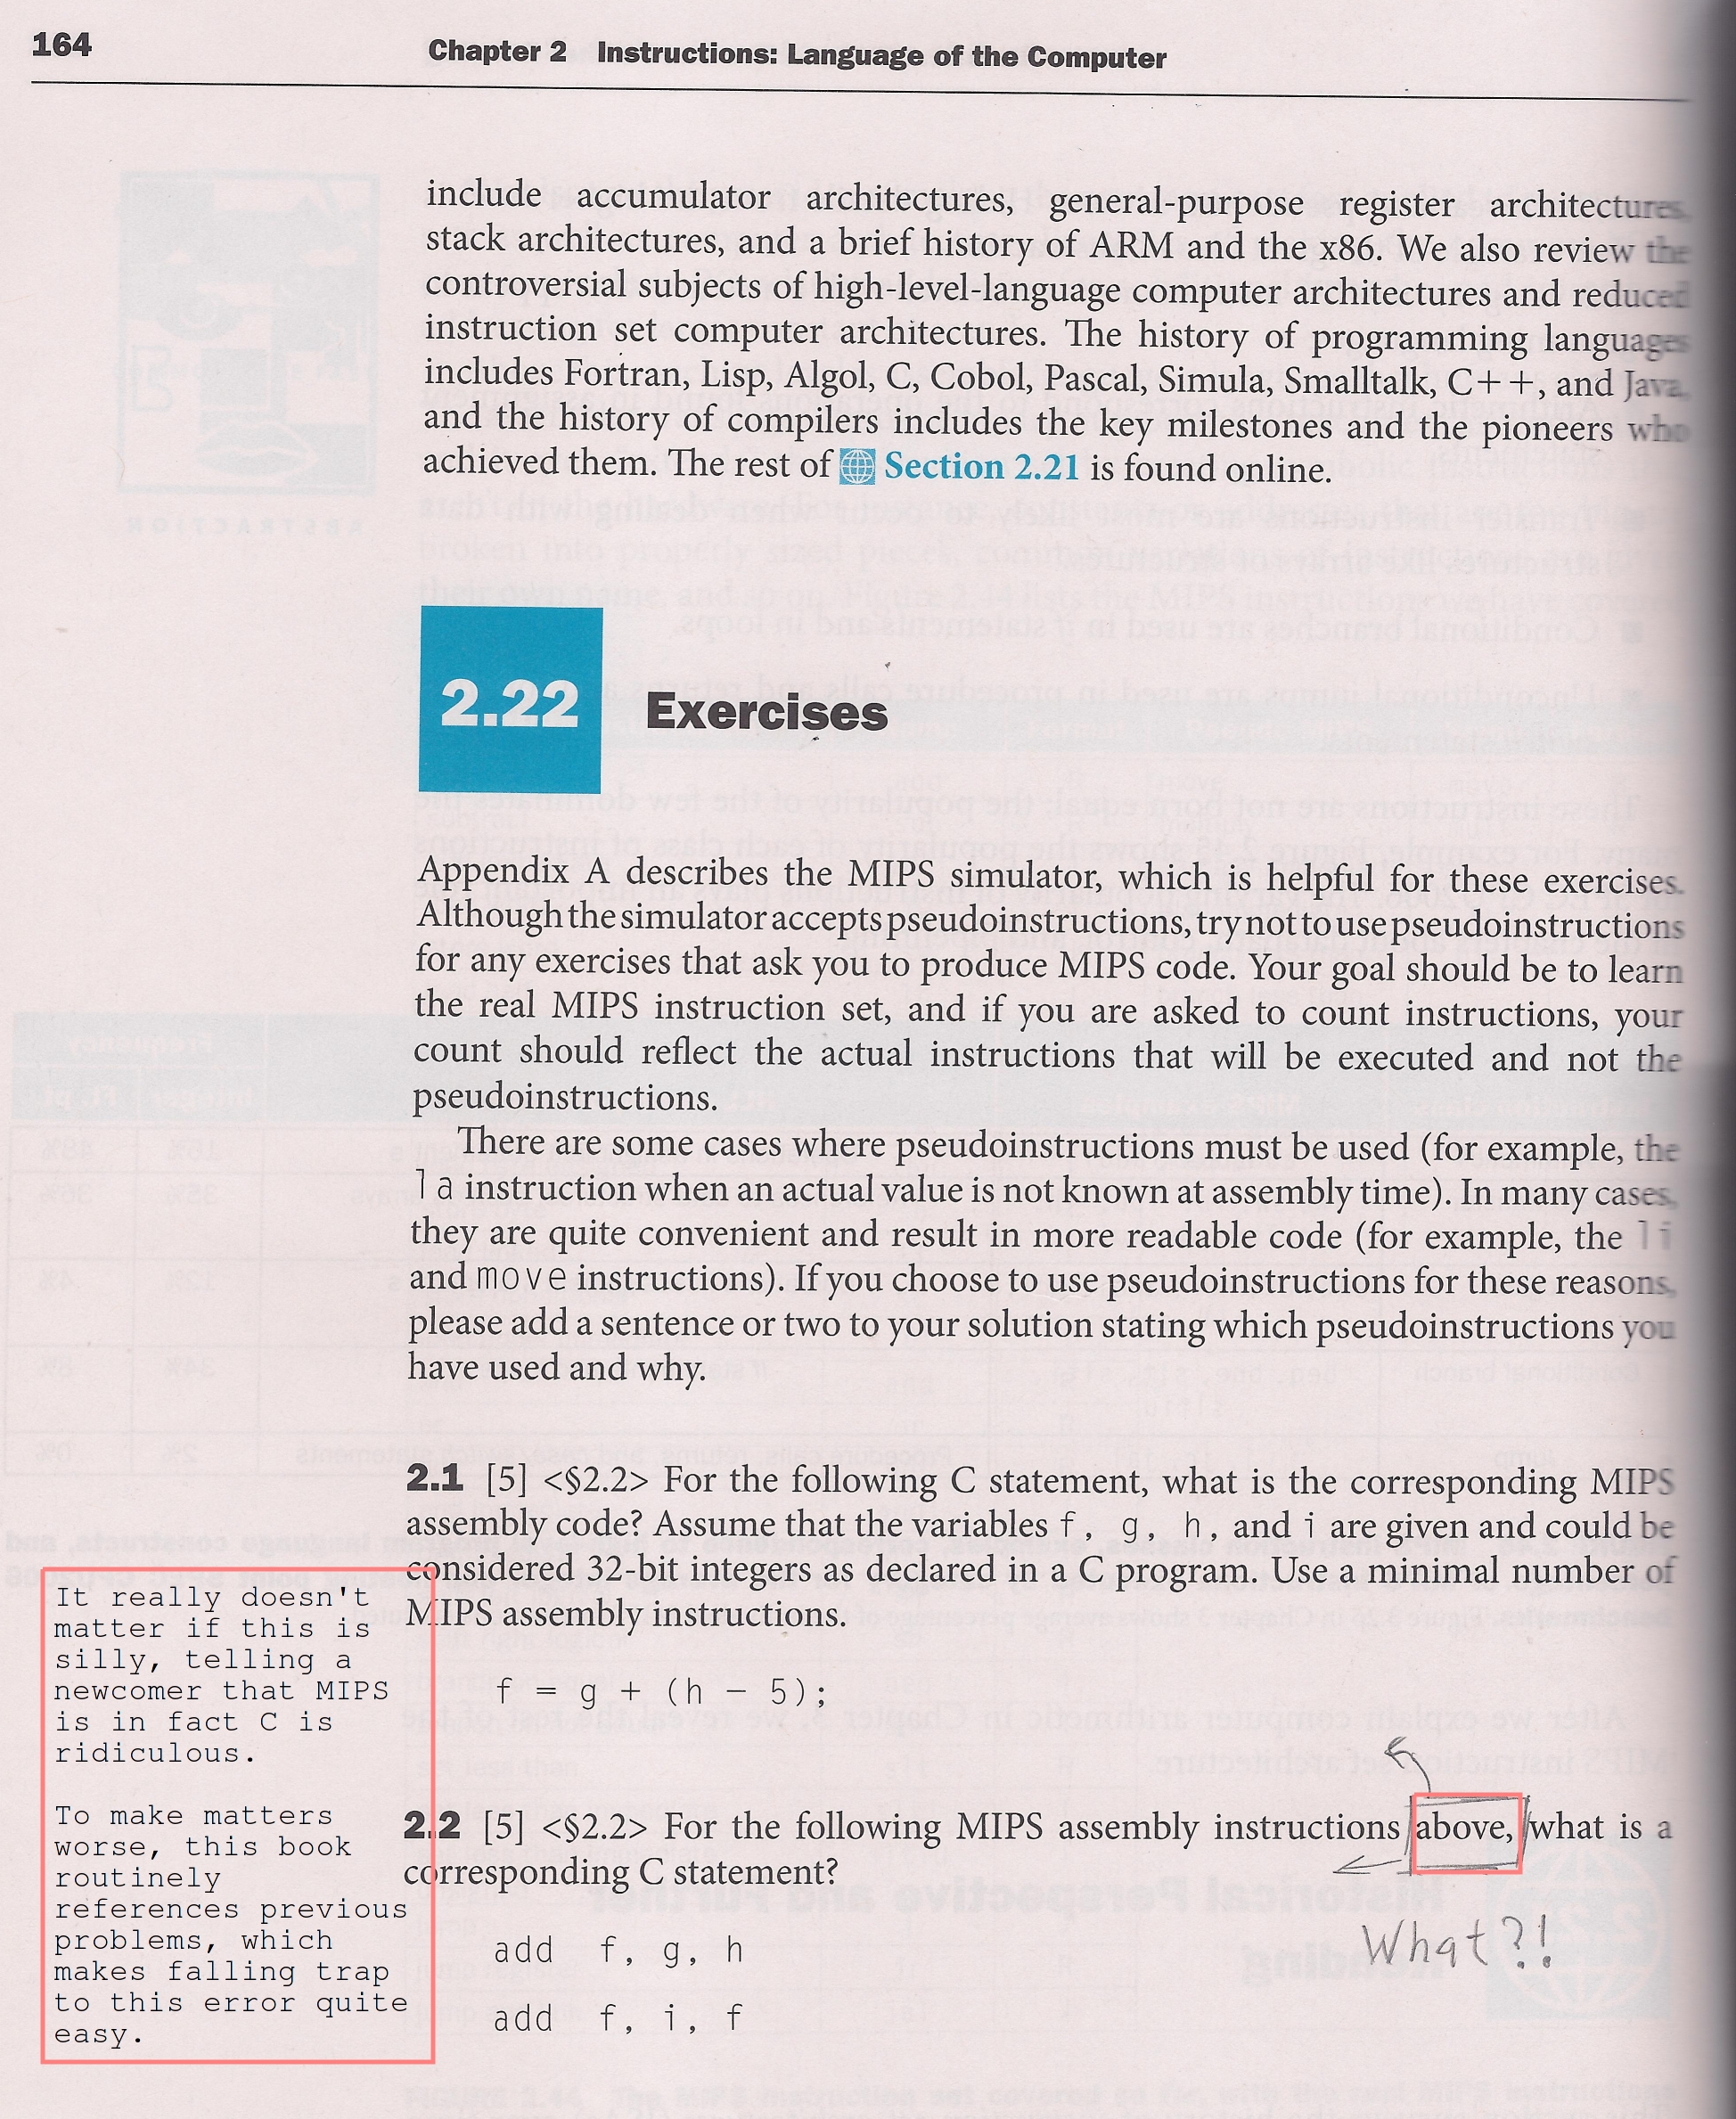 164
Chapter 2 Instructions: Language of the Computer
include accumulator architectures, general-purpose register architectures,
stack architectures, and a brief history of ARM and the x86. We also review the
controversial subjects of high-level-language computer architectures and reduced
instruction set computer architectures. The history of programming languages
includes Fortran, Lisp, Algol, C, Cobol, Pascal, Simula, Smalltalk, C++, and Java,
and the history of compilers includes the key milestones and the pioneers who
achieved them. The rest of Section 2.21 is found online.
2.22 Exercises
Appendix A describes the MIPS simulator, which is helpful for these exercises.
Although the simulator accepts pseudoinstructions, try not to use pseudoinstructions
for any exercises that ask you to produce MIPS code. Your goal should be to learn
the real MIPS instruction set, and if you are asked to count instructions, your
count should reflect the actual instructions that will be executed and not the
pseudoinstructions.
There are some cases where pseudoinstructions must be used (for example, the
la instruction when an actual value is not known at assembly time). In many cases,
they are quite convenient and result in more readable code (for example, the li
and move instructions). If you choose to use pseudoinstructions for these reasons,
please add a sentence or two to your solution stating which pseudoinstructions you
have used and why.
2.1 [5] <§2.2> For the following C statement, what is the corresponding MIPS
assembly code? Assume that the variables f, g, h, and i are given and could be
considered 32-bit integers as declared in a C program. Use a minimal number of
MIPS assembly instructions.
f = g + (h − 5);
2.2 [5] <§2.2> For the following MIPS assembly instructions above, what is a
corresponding C statement?
add f, g, h
add f, i, f
What?!
It really doesn't
matter if this is
silly, telling a
newcomer that MIPS
is in fact C is
ridiculous.
To make matters
worse, this book
routinely
references previous
problems, which
makes falling trap
to this error quite
easy.